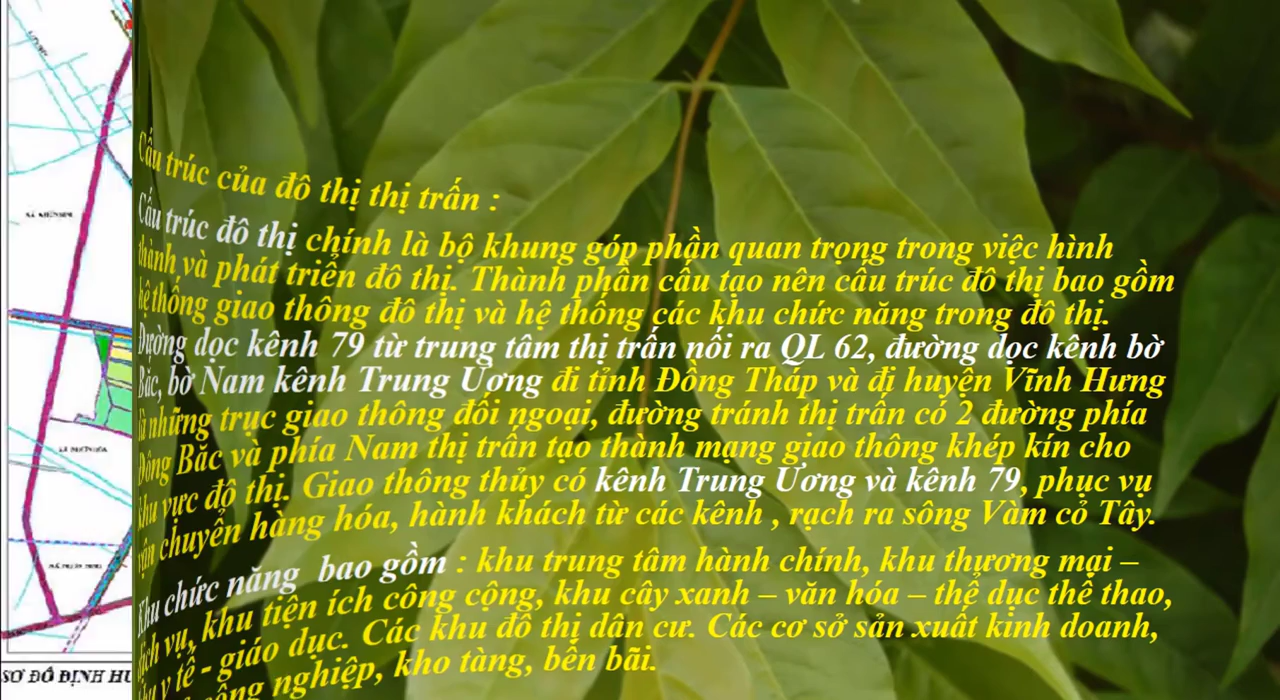 Cấu trúc của đô thị thị trấn :
Cấu trúc đô thị chính là bộ khung góp phần quan trọng trong việc hình
thành và phát triển đô thị. Thành phần cấu tạo nên cấu trúc đô thị bao gồm
hệ thống giao thông đô thị và hệ thống các khu chức năng trong đô thị.
Đường dọc kênh 79 từ trung tâm thị trấn nối ra QL 62, đường dọc kênh bờ
Bắc, bờ Nam kênh Trung Ương đi tỉnh Đồng Tháp và đi huyện Vĩnh Hưng
là những trục giao thông đối ngoại, đường tránh thị trấn có 2 đường phía
Đông Bắc và phía Nam thị trấn tạo thành mạng giao thông khép kín cho
khu vực đô thị. Giao thông thủy có kênh Trung Ương và kênh 79, phục vụ
vận chuyển hàng hóa, hành khách từ các kênh , rạch ra sông Vàm cỏ Tây.
Khu chức năng bao gồm : khu trung tâm hành chính, khu thương mại –
dịch vụ, khu tiện ích công cộng, khu cây xanh – văn hóa – thể dục thể thao,
khu y tế - giáo dục. Các khu đô thị dân cư. Các cơ sở sản xuất kinh doanh,
công nghiệp, kho tàng, bến bãi.
SƠ ĐỒ ĐỊNH